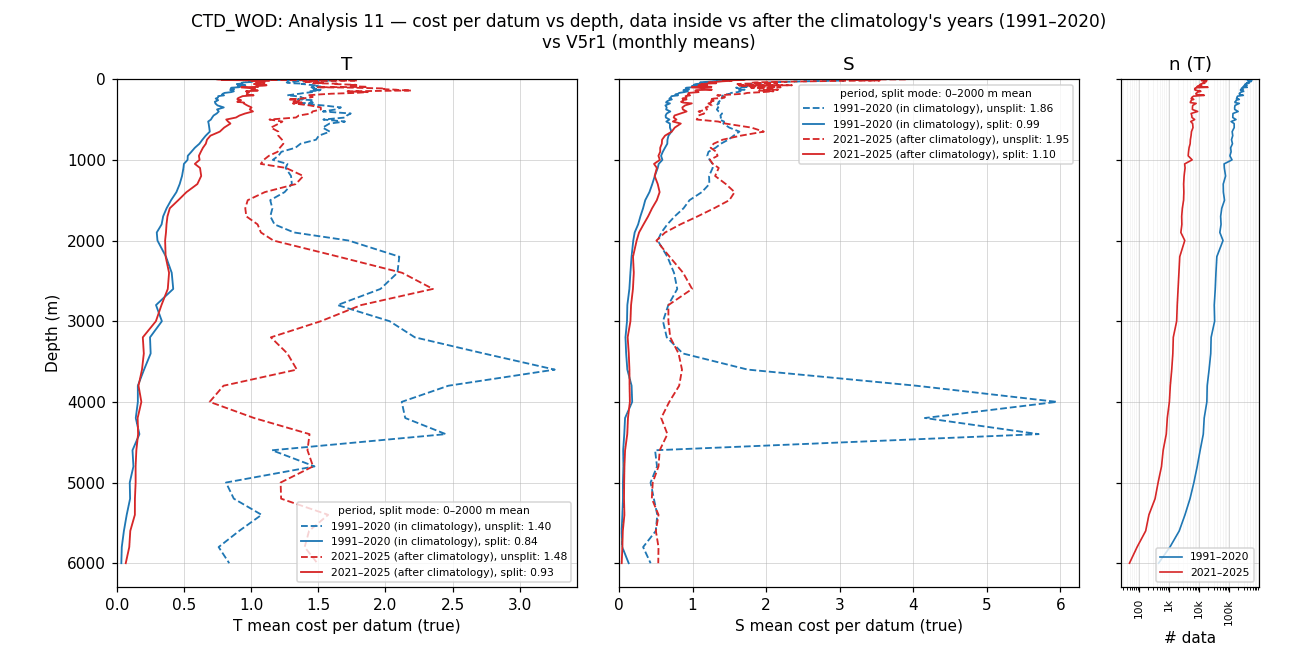 CTD_WOD: Analysis 11 — cost per datum vs depth, data inside vs after the climatology's years (1991–2020)
vs V5r1 (monthly means)
T
S
n (T)
Depth (m)
0
1000
2000
3000
4000
5000
6000
period, split mode: 0–2000 m mean
1991–2020 (in climatology), unsplit: 1.40
1991–2020 (in climatology), split: 0.84
2021–2025 (after climatology), unsplit: 1.48
2021–2025 (after climatology), split: 0.93
0.0 0.5 1.0 1.5 2.0 2.5 3.0
T mean cost per datum (true)
period, split mode: 0–2000 m mean
1991–2020 (in climatology), unsplit: 1.86
1991–2020 (in climatology), split: 0.99
2021–2025 (after climatology), unsplit: 1.95
2021–2025 (after climatology), split: 1.10
0 1 2 3 4 5 6
S mean cost per datum (true)
1991–2020
2021–2025
100 1k 10k 100k
# data